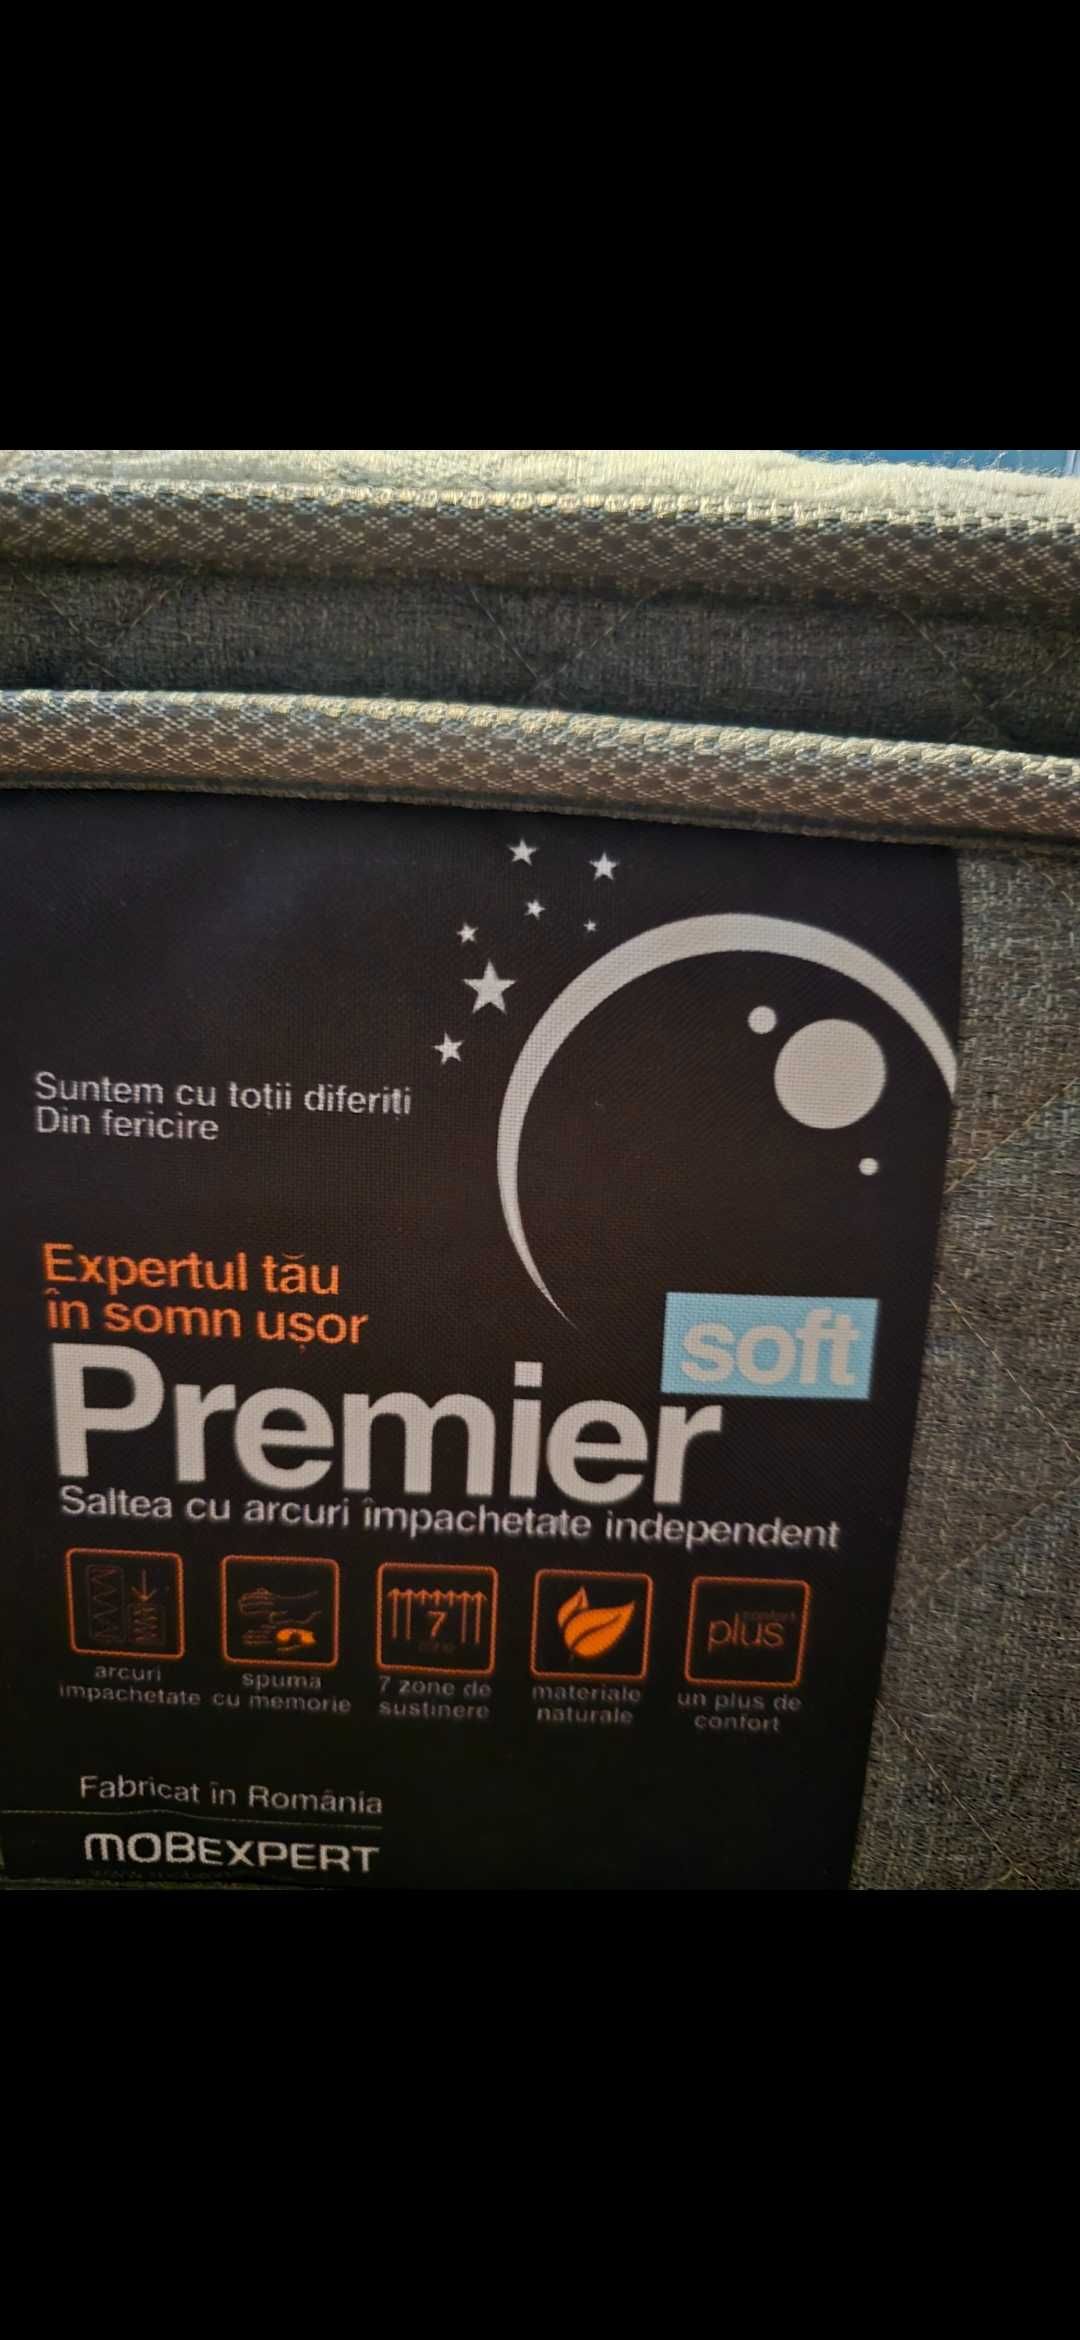 Suntem cu toții diferiți
Din fericire
Expertul tău
în somn ușor
soft
Premier
Saltea cu arcuri împachetate independent
7
plus
arcuri
împachetate
spuma
cu memorie
7 zone de
sustinere
materiale
naturale
un plus de
confort
Fabricat în România
MOBEXPERT